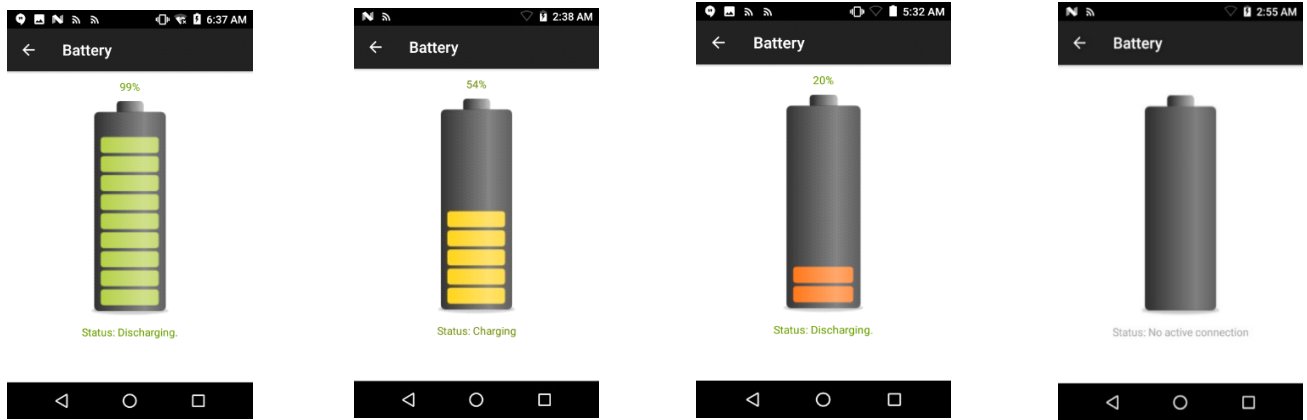 6:37 AM
Battery
99%
Status: Discharging.
2:38 AM
Battery
54%
Status: Charging
5:32 AM
Battery
20%
Status: Discharging.
2:55 AM
Battery
Status: No active connection